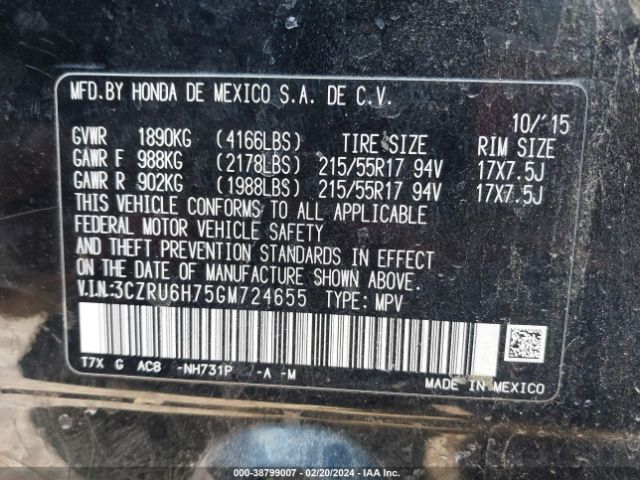 MFD.BY HONDA DE MEXICO S.A. DE C.V.
10/'15
GVWR 1890KG (4166LBS) TIRE SIZE RIM SIZE
GAWR F 988KG (2178LBS) 215/55R17 94V 17X7.5J
GAWR R 902KG (1988LBS) 215/55R17 94V 17X7.5J
THIS VEHICLE CONFORMS TO ALL APPLICABLE
FEDERAL MOTOR VEHICLE SAFETY
AND THEFT PREVENTION STANDARDS IN EFFECT
ON THE DATE OF MANUFACTURE SHOWN ABOVE.
V.I.N:3CZRU6H75GM724655 TYPE: MPV
T7X G AC8 -NH731P -A -M
MADE IN MEXICO
000-38799007 - 02/20/2024 - IAA Inc.